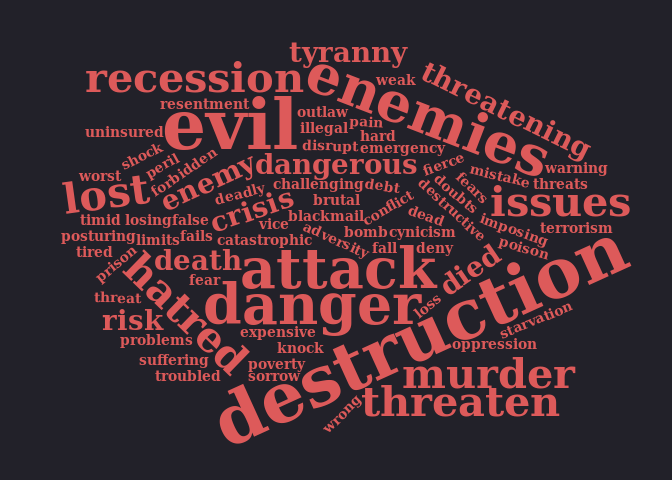 tyranny
recession
enemies
weak
threatening
resentment
evil
outlaw
pain
uninsured
illegal
hard
disrupt
emergency
shock
peril
forbidden
enemy
dangerous
fierce
mistake
warning
worst
lost
deadly
challenging
debt
doubts
fears
threats
crisis
brutal
conflict
destructive
issues
timid
losing
false
vice
blackmail
dead
imposing
terrorism
posturing
limits
fails
catastrophic
adversity
bomb
cynicism
poison
tired
prison
death
fall
deny
died
destruction
threat
hatred
fear
attack
danger
loss
risk
starvation
problems
expensive
knock
oppression
suffering
poverty
troubled
sorrow
murder
threaten
wrong